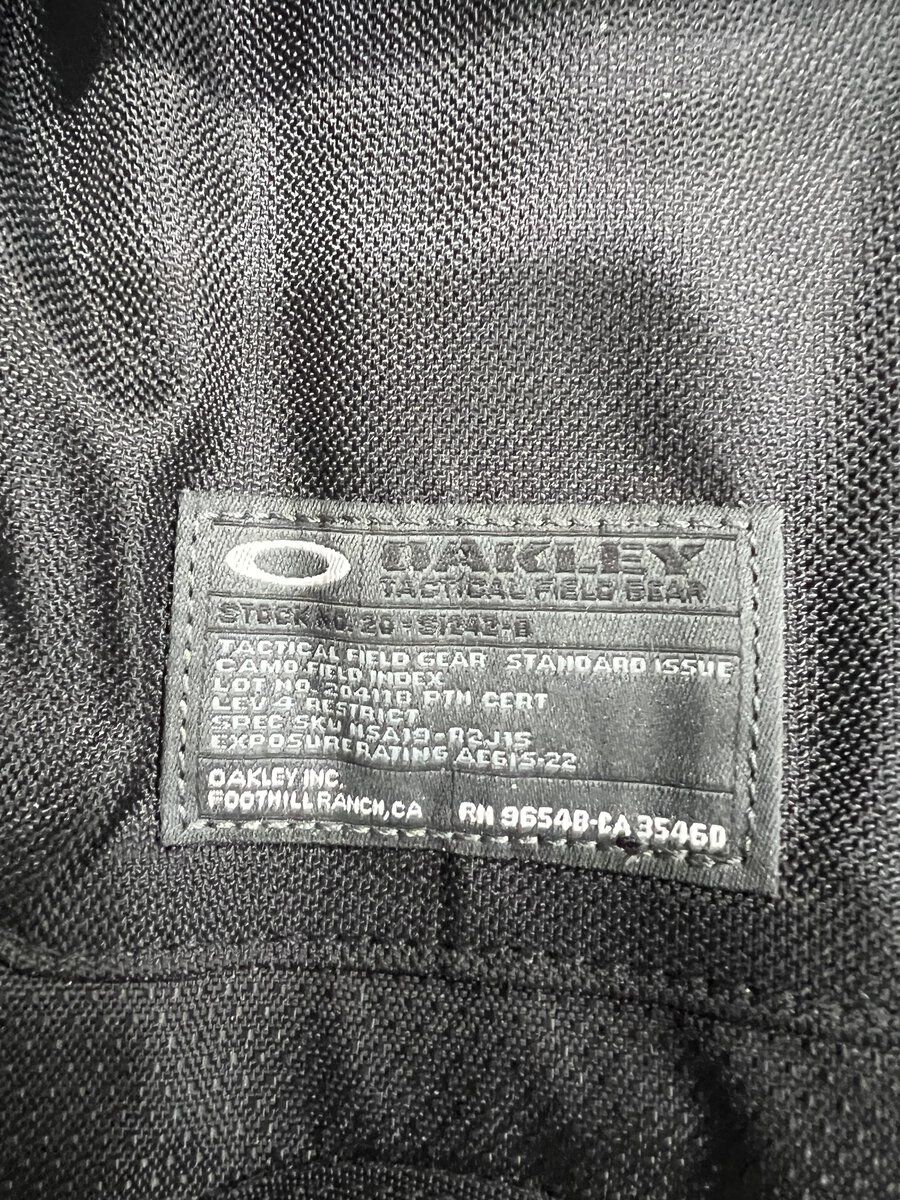 OAKLEY
TACTICAL FIELD GEAR
STOCK NO. 20-S1242-B
TACTICAL FIELD GEAR STANDARD ISSUE
CAMO.FIELD INDEX
LOT NO. 204118 PTN CERT
LEV 4 RESTRICT
SPEC SKU NSA19-R2J15
EXPOSURE RATING AEG15-22
OAKLEY INC.
FOOTHILL RANCH, CA RN 96548-CA 35460